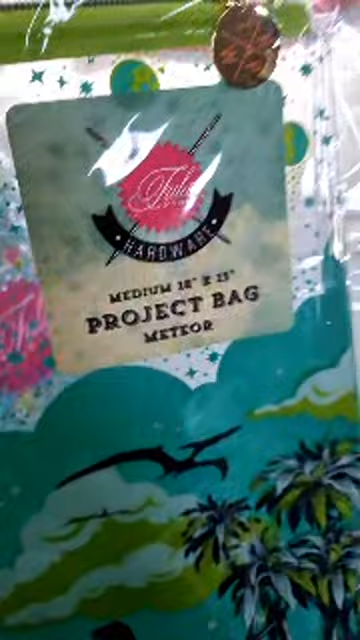 Tula
HARDWARE
MEDIUM 18" X 13"
PROJECT BAG
METEOR